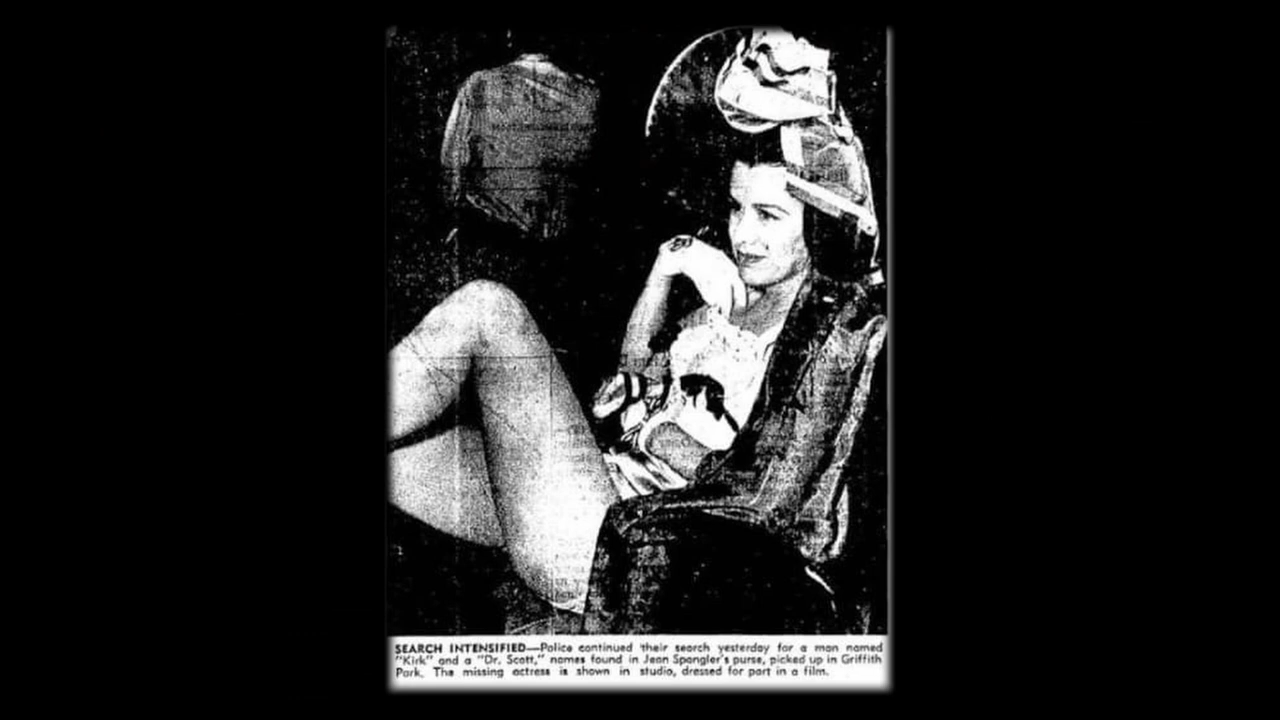 SEARCH INTENSIFIED—Police continued their search yesterday for a man named
"Kirk" and a "Dr. Scott," names found in Jean Spangler's purse, picked up in Griffith
Park. The missing actress is shown in studio, dressed for part in a film.